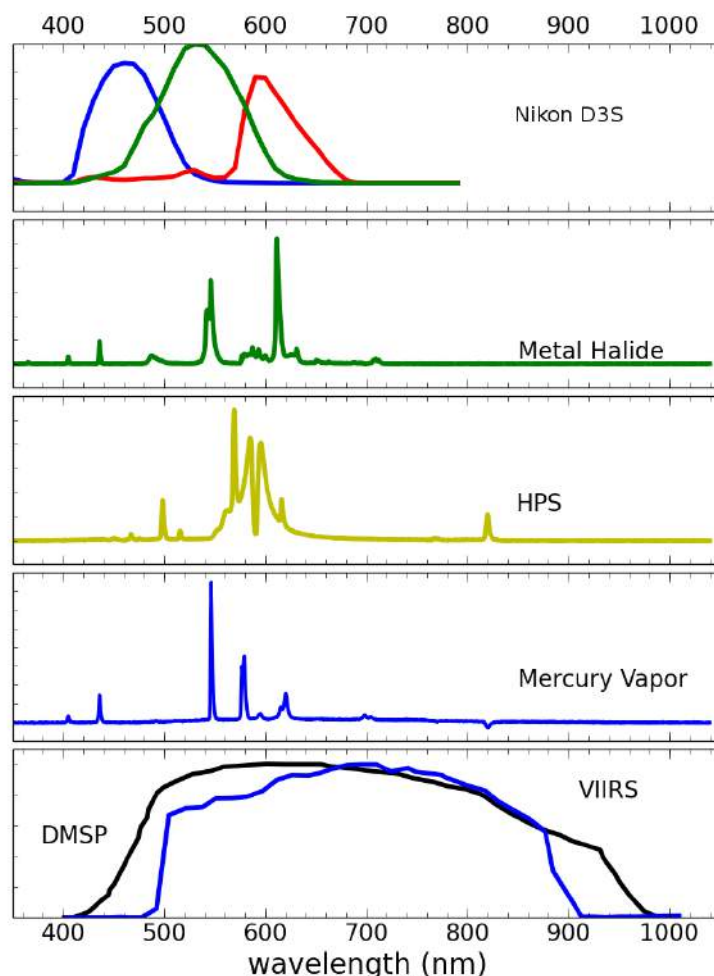 400 500 600 700 800 900 1000
Nikon D3S
Metal Halide
HPS
Mercury Vapor
VIIRS
DMSP
400 500 600 700 800 900 1000
wavelength (nm)